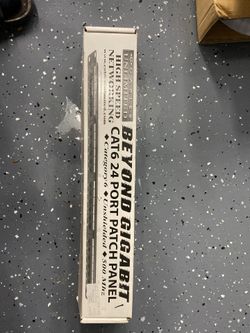 HIGH SPEED
NETWORKING
BEYOND GIGABIT
CAT6 24 PORT PATCH PANEL
◆ Category 6 ◆ Unshielded ◆ 500 Mhz